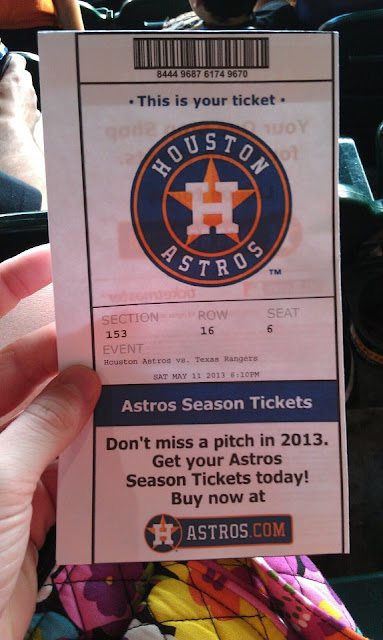 8444 9687 6174 9670
• This is your ticket •
HOUSTON
H
ASTROS
TM
SECTION ROW SEAT
153 16 6
EVENT
Houston Astros vs. Texas Rangers
SAT MAY 11 2013 6:10PM
Astros Season Tickets
Don't miss a pitch in 2013.
Get your Astros
Season Tickets today!
Buy now at
H ASTROS.COM